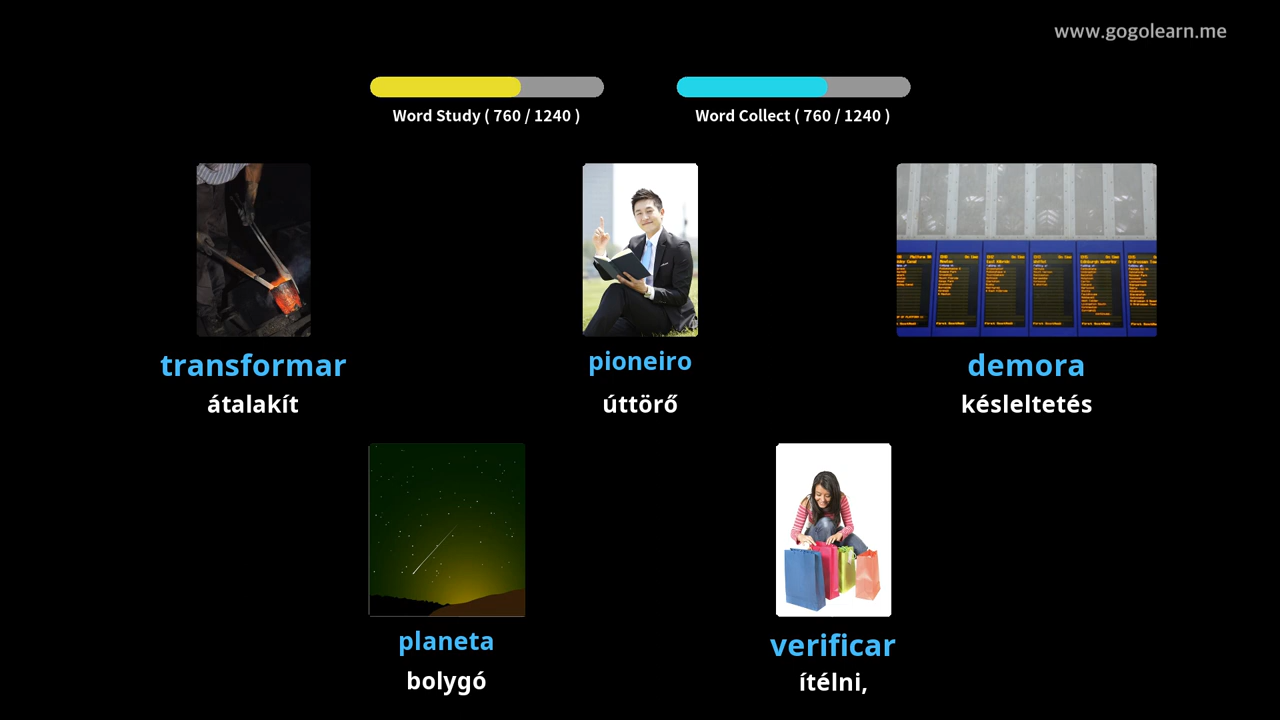 www.gogolearn.me
Word Study ( 760 / 1240 )
Word Collect ( 760 / 1240 )
transformar
átalakít
pioneiro
úttörő
demora
késleltetés
planeta
bolygó
verificar
ítélni,